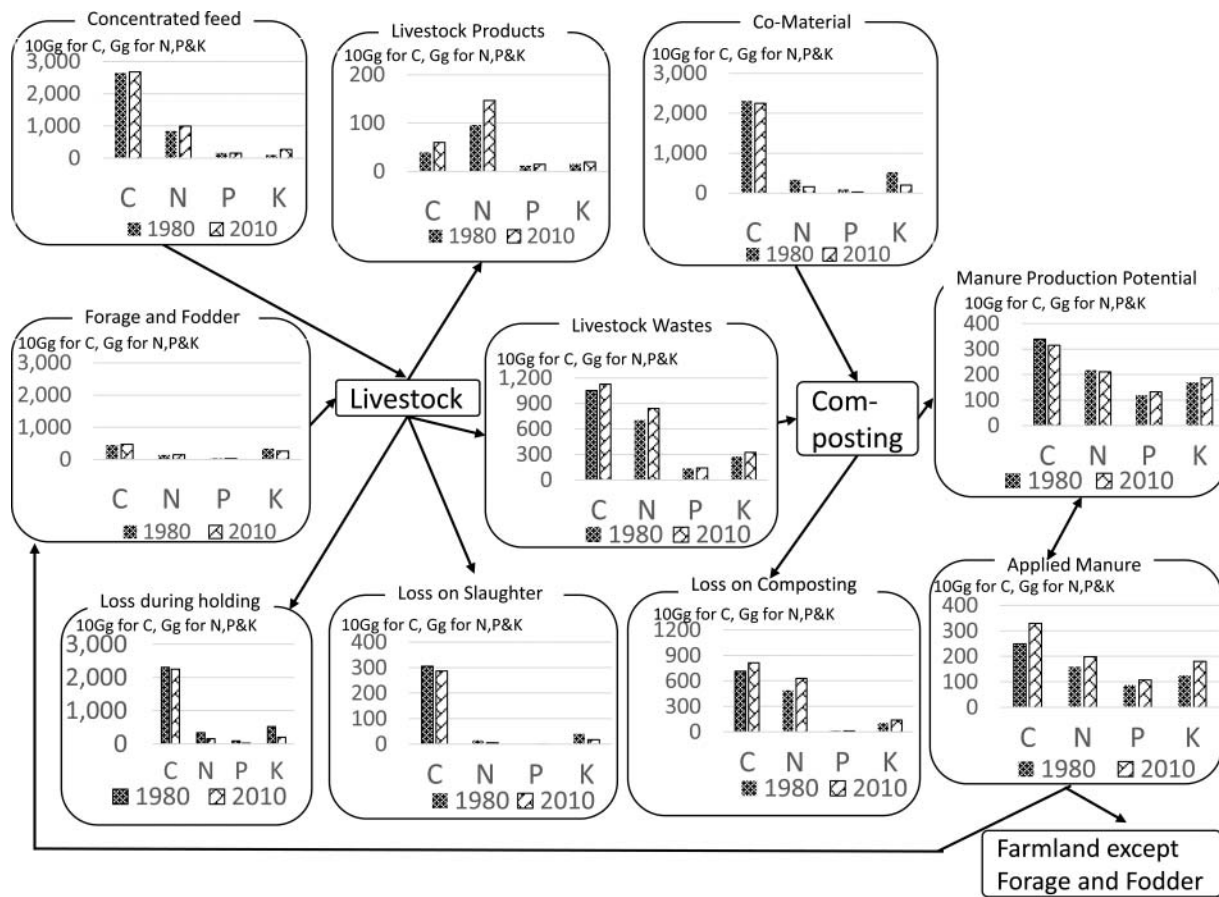 Concentrated feed
10Gg for C, Gg for N,P&K
3,000
2,000
1,000
0
C N P K
1980 2010
Livestock Products
10Gg for C, Gg for N,P&K
200
100
0
C N P K
1980 2010
Co-Material
10Gg for C, Gg for N,P&K
3,000
2,000
1,000
0
C N P K
1980 2010
Forage and Fodder
10Gg for C, Gg for N,P&K
3,000
2,000
1,000
0
C N P K
1980 2010
Livestock
Livestock Wastes
10Gg for C, Gg for N,P&K
1,200
900
600
300
0
C N P K
1980 2010
Com-
posting
Manure Production Potential
10Gg for C, Gg for N,P&K
400
300
200
100
0
C N P K
1980 2010
Loss during holding
10Gg for C, Gg for N,P&K
3,000
2,000
1,000
0
C N P K
1980 2010
Loss on Slaughter
10Gg for C, Gg for N,P&K
400
300
200
100
0
C N P K
1980 2010
Loss on Composting
10Gg for C, Gg for N,P&K
1200
900
600
300
0
C N P K
1980 2010
Applied Manure
10Gg for C, Gg for N,P&K
400
300
200
100
0
C N P K
1980 2010
Farmland except
Forage and Fodder